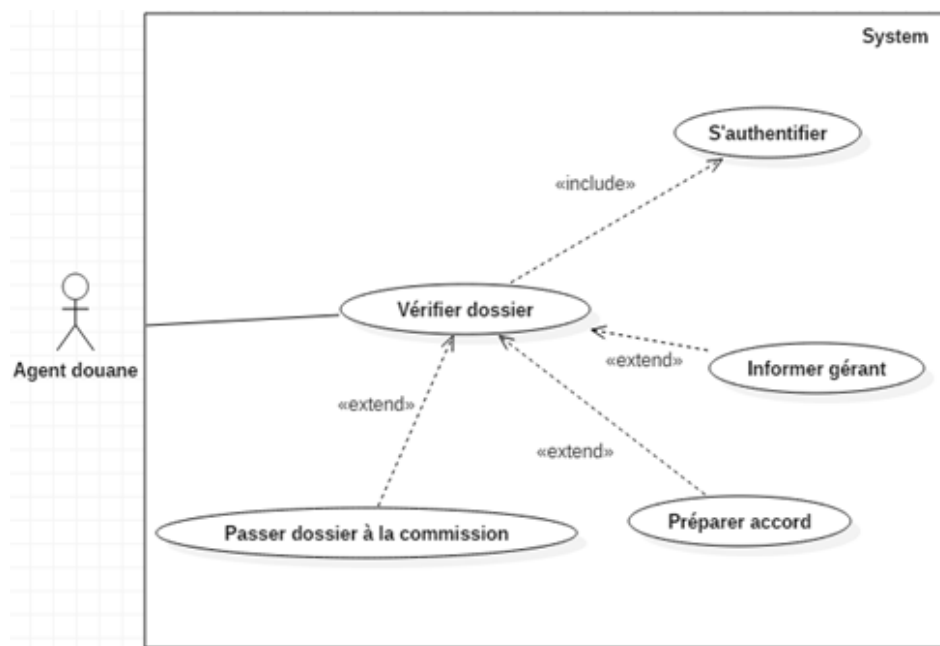 System
S'authentifier
«include»
Vérifier dossier
Agent douane
«extend»
Informer gérant
«extend»
«extend»
Passer dossier à la commission
Préparer accord